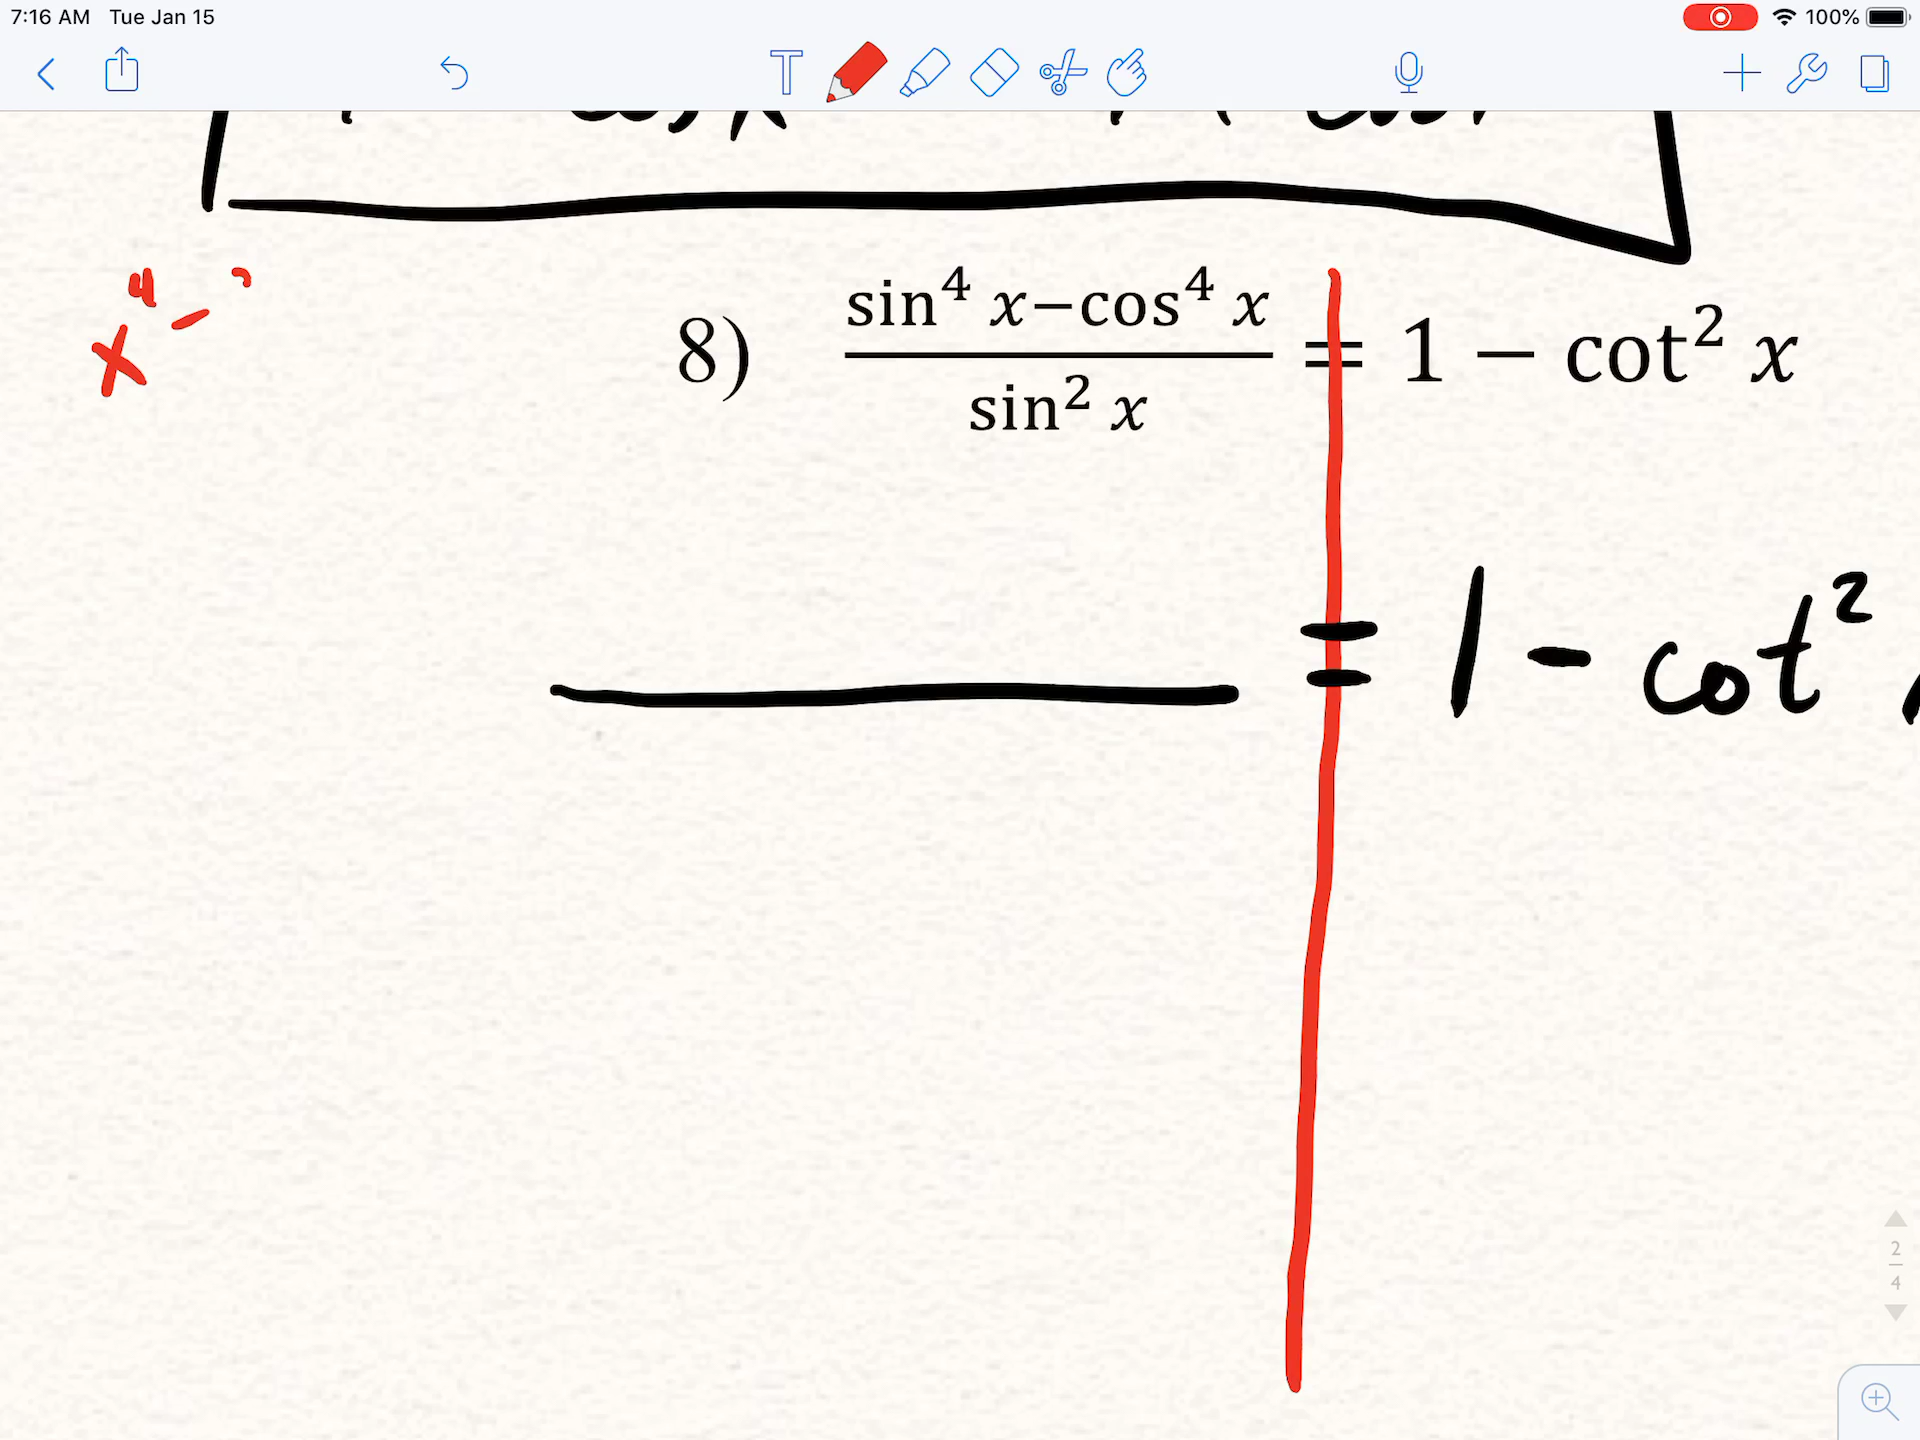 7:16 AM Tue Jan 15 100%
x⁴ -
8) (sin⁴ x−cos⁴ x)/(sin² x) = 1 − cot² x
= 1 - cot²
2
4